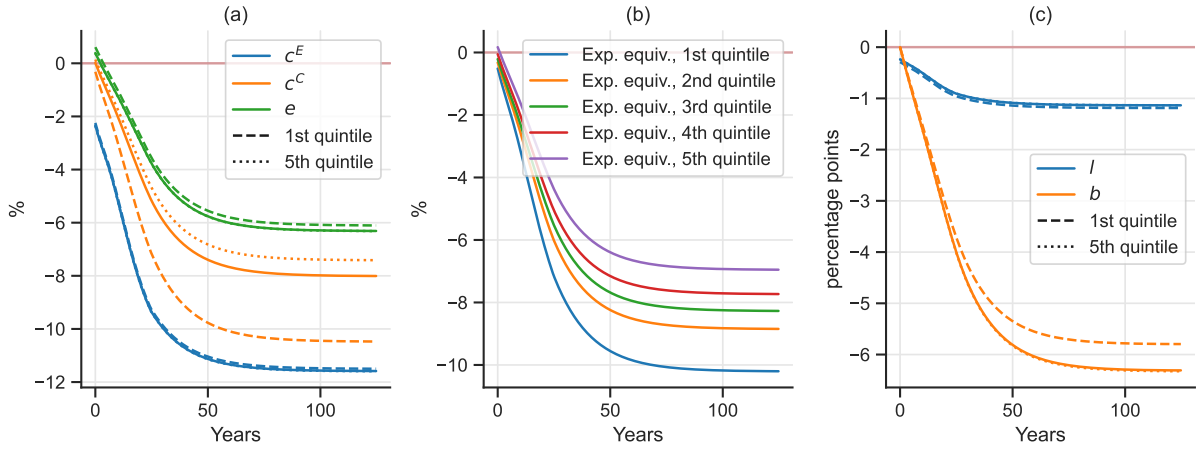 (a)
0
−2
−4
−6
−8
−10
−12
%
0
50
100
Years
c^E
c^C
e
1st quintile
5th quintile
(b)
0
−2
−4
−6
−8
−10
%
0
50
100
Years
Exp. equiv., 1st quintile
Exp. equiv., 2nd quintile
Exp. equiv., 3rd quintile
Exp. equiv., 4th quintile
Exp. equiv., 5th quintile
(c)
0
−1
−2
−3
−4
−5
−6
percentage points
0
50
100
Years
l
b
1st quintile
5th quintile